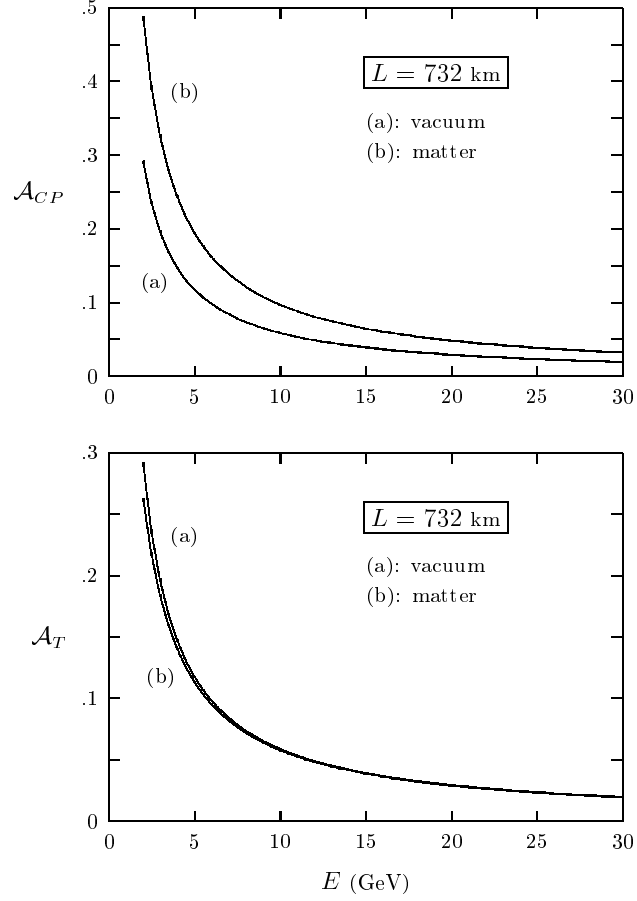 .5
L = 732 km
.4
(b)
(a): vacuum
(b): matter
.3
𝒜_CP
.2
(a)
.1
0
0 5 10 15 20 25 30
.3
L = 732 km
(a)
(a): vacuum
.2
(b): matter
𝒜_T
(b)
.1
0
0 5 10 15 20 25 30
E (GeV)